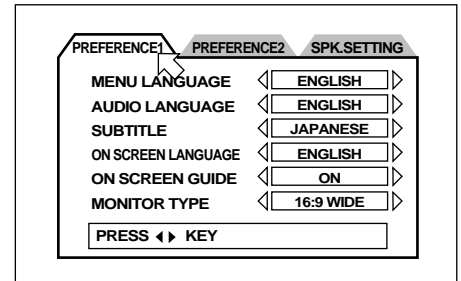 PREFERENCE1 PREFERENCE2 SPK.SETTING
MENU LANGUAGE ENGLISH
AUDIO LANGUAGE ENGLISH
SUBTITLE JAPANESE
ON SCREEN LANGUAGE ENGLISH
ON SCREEN GUIDE ON
MONITOR TYPE 16:9 WIDE
PRESS KEY